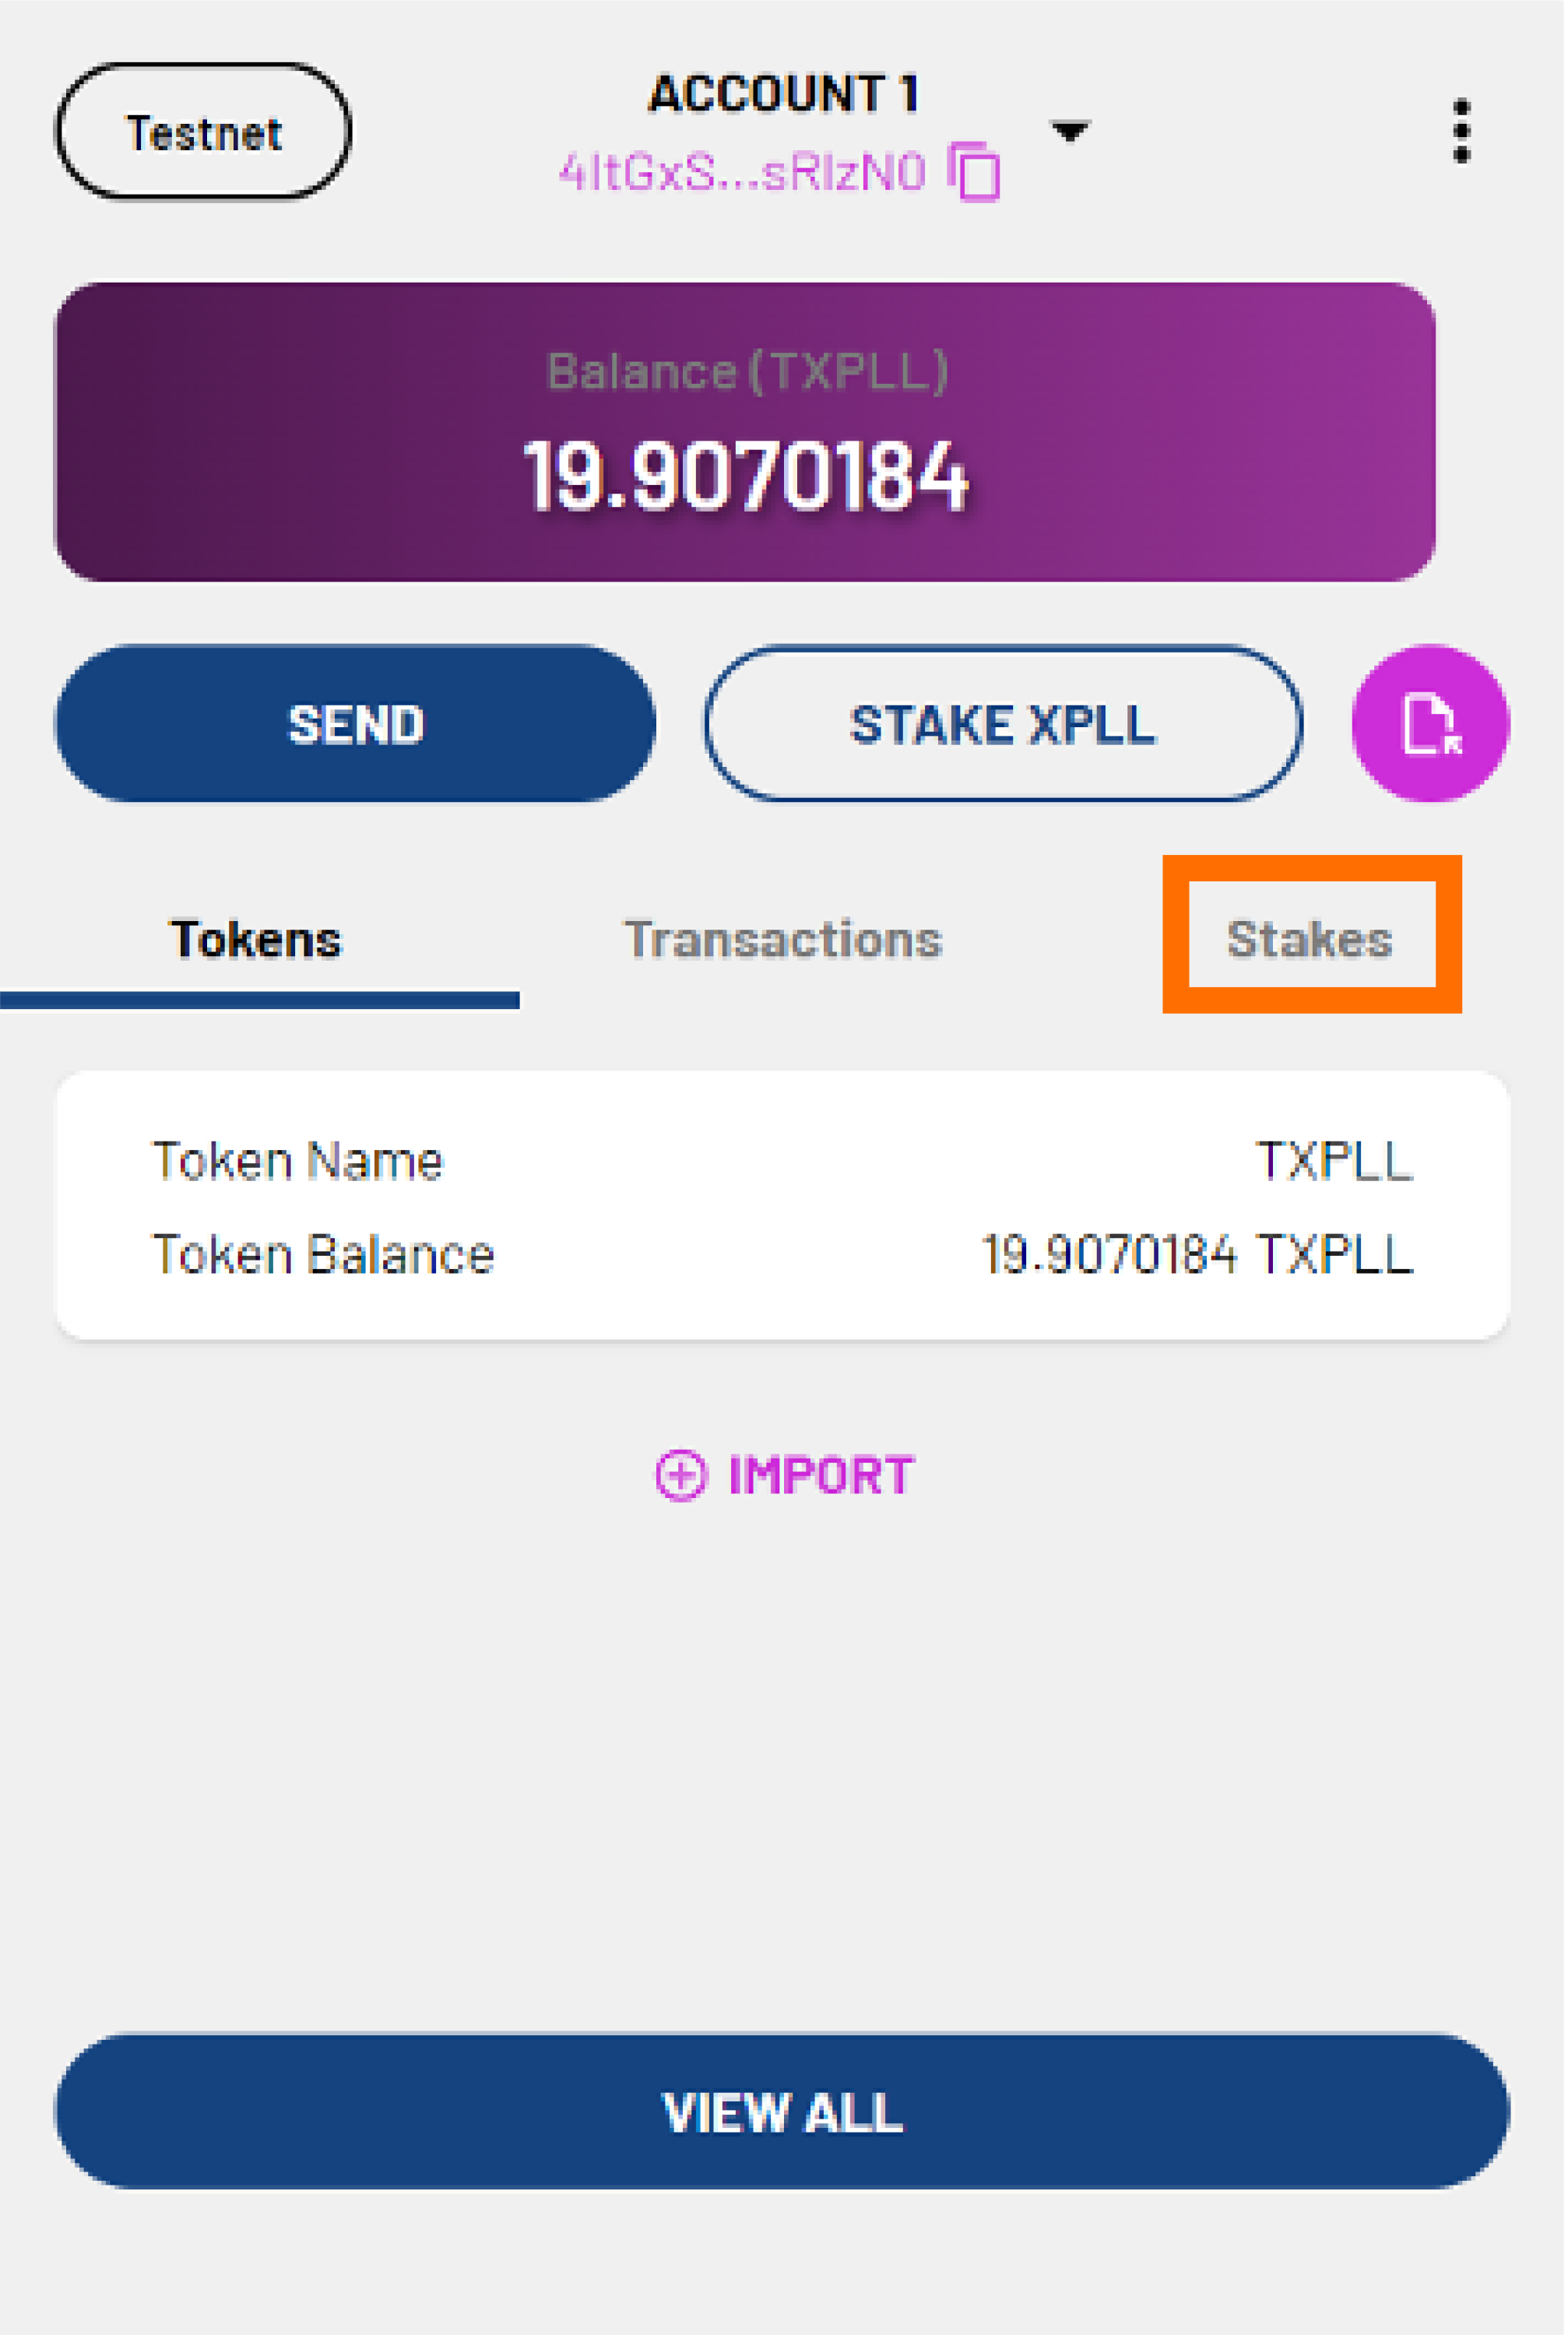 Testnet
ACCOUNT 1
4ltGxS...sRlzN0
Balance (TXPLL)
19.9070184
SEND
STAKE XPLL
Tokens
Transactions
Stakes
Token Name
TXPLL
Token Balance
19.9070184 TXPLL
IMPORT
VIEW ALL